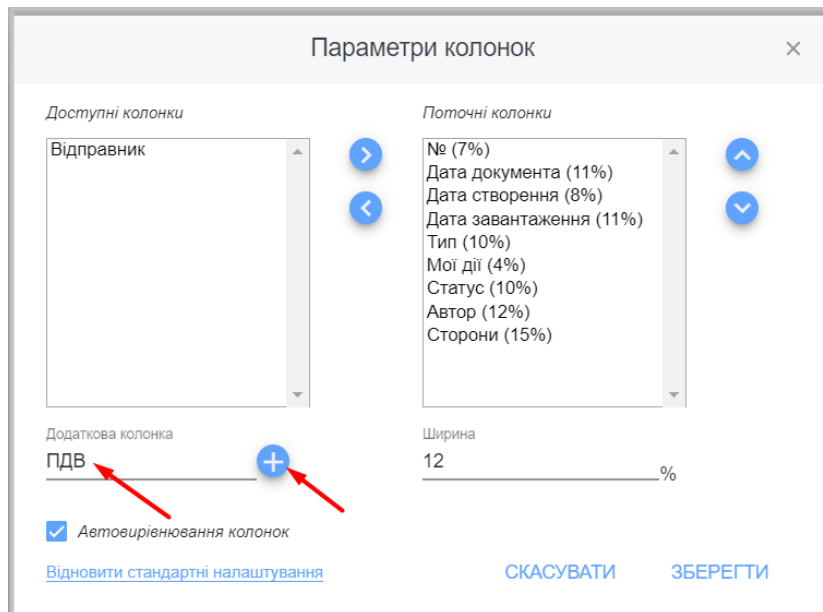 Параметри колонок
Доступні колонки
Поточні колонки
Відправник
№ (7%)
Дата документа (11%)
Дата створення (8%)
Дата завантаження (11%)
Тип (10%)
Мої дії (4%)
Статус (10%)
Автор (12%)
Сторони (15%)
Додаткова колонка
ПДВ
Ширина
12
%
Автовирівнювання колонок
Відновити стандартні налаштування
СКАСУВАТИ
ЗБЕРЕГТИ